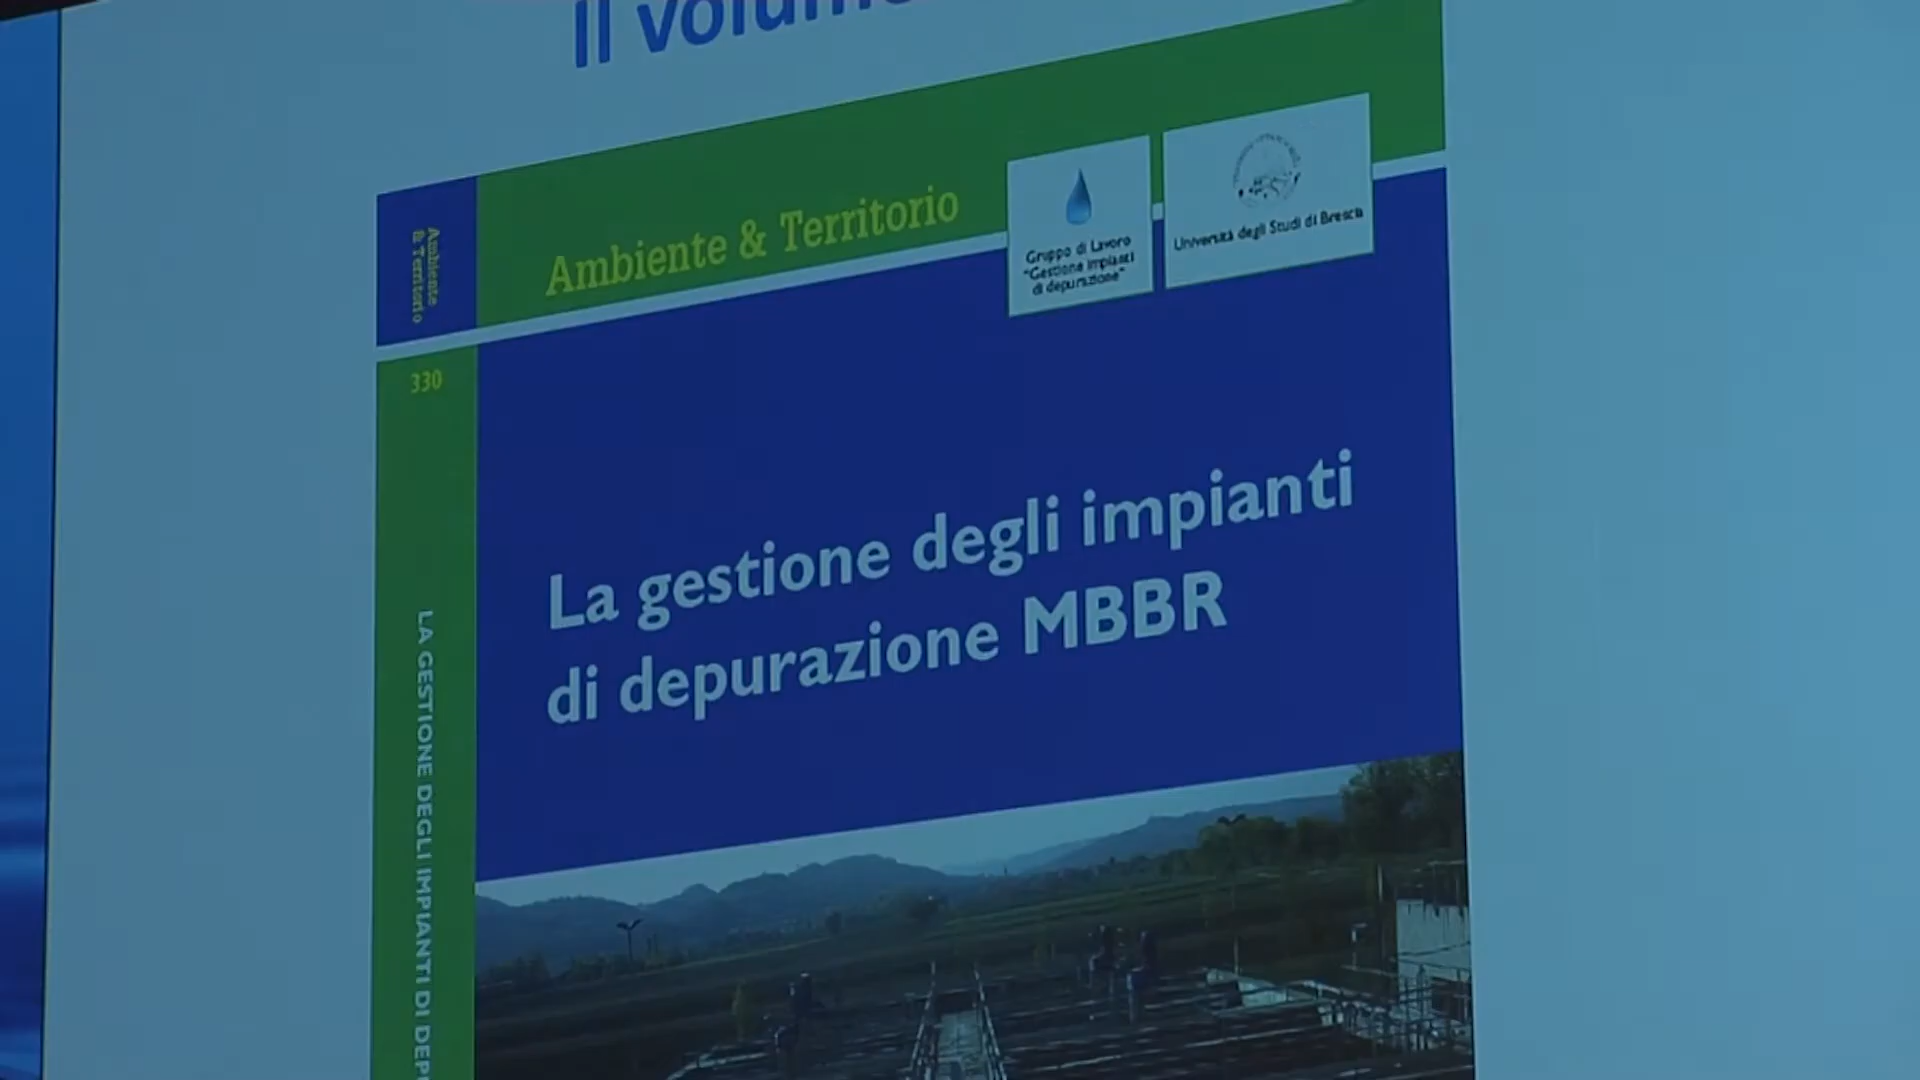 Il volume
Ambiente & Territorio
Gruppo di Lavoro
"Gestione impianti
di depurazione"
Università degli Studi di Brescia
Ambiente
& Territorio
330
La gestione degli impianti
di depurazione MBBR
LA GESTIONE DEGLI IMPIANTI DI DEP